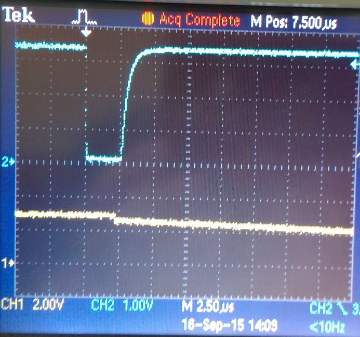 Tek Acq Complete M Pos: 7.500µs
2
1
CH1 2.00V CH2 1.00V M 2.50µs CH2 \ 3.
16-Sep-15 14:09 <10Hz